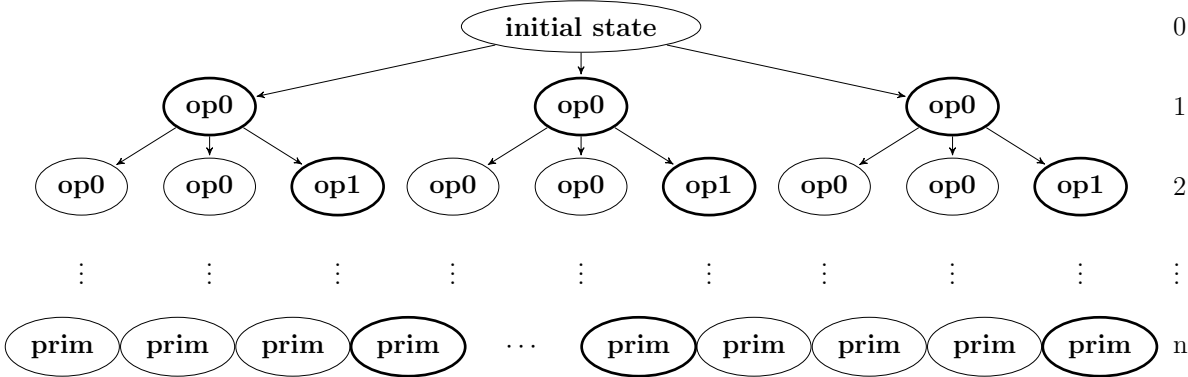 initial state 0
op0 op0 op0 1
op0 op0 op1 op0 op0 op1 op0 op0 op1 2
⋮ ⋮ ⋮ ⋮ ⋮ ⋮ ⋮ ⋮ ⋮ ⋮
prim prim prim prim ⋯ prim prim prim prim prim n